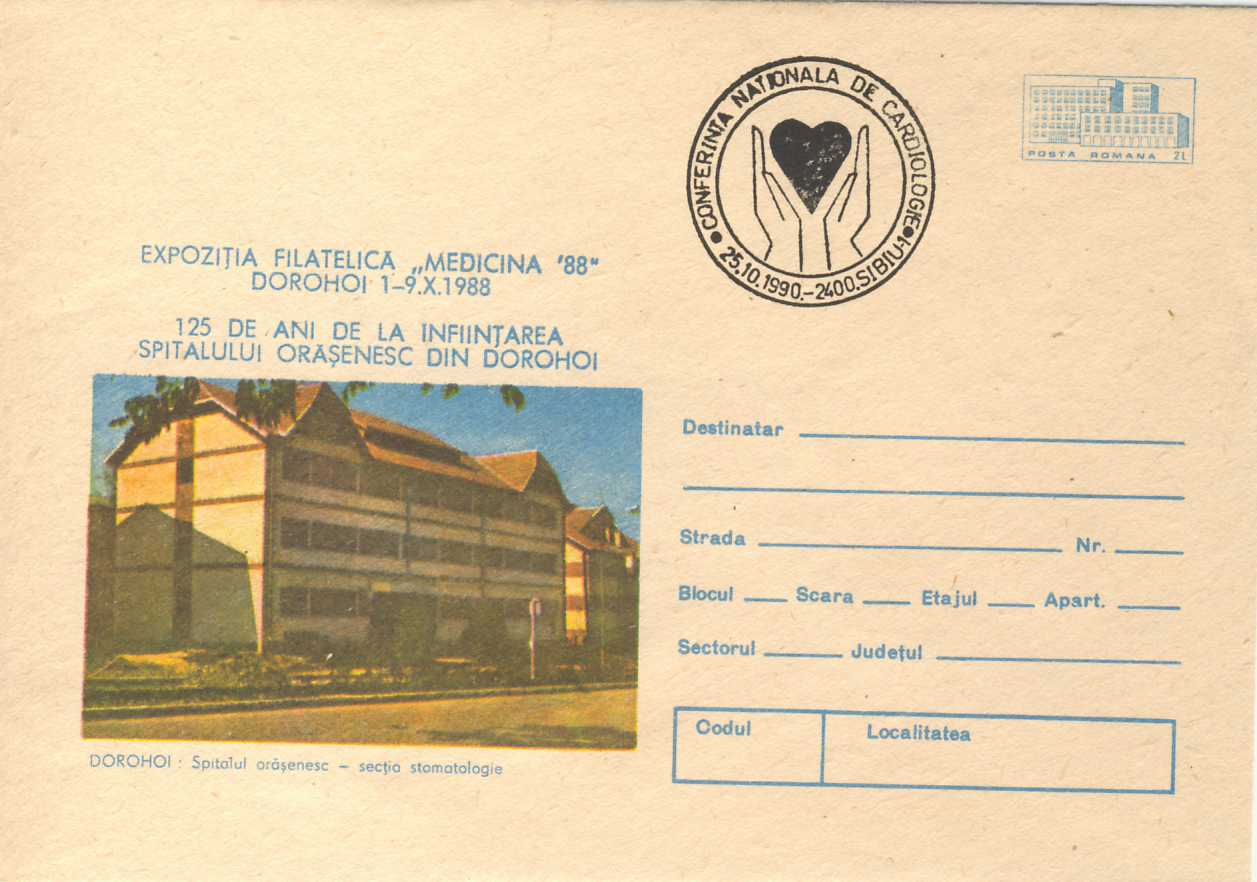 CONFERINTA NATIONALA DE CARDIOLOGIE
25.10.1990.-2400.SIBIU-1
POSTA ROMANA 2L
EXPOZIȚIA FILATELICĂ „MEDICINA '88"
DOROHOI 1-9.X.1988
125 DE ANI DE LA INFIINȚAREA
SPITALULUI ORĂȘENESC DIN DOROHOI
DOROHOI : Spitalul orășenesc – secția stomatologie
Destinatar
Strada Nr.
Blocul Scara Etajul Apart.
Sectorul Județul
Codul Localitatea